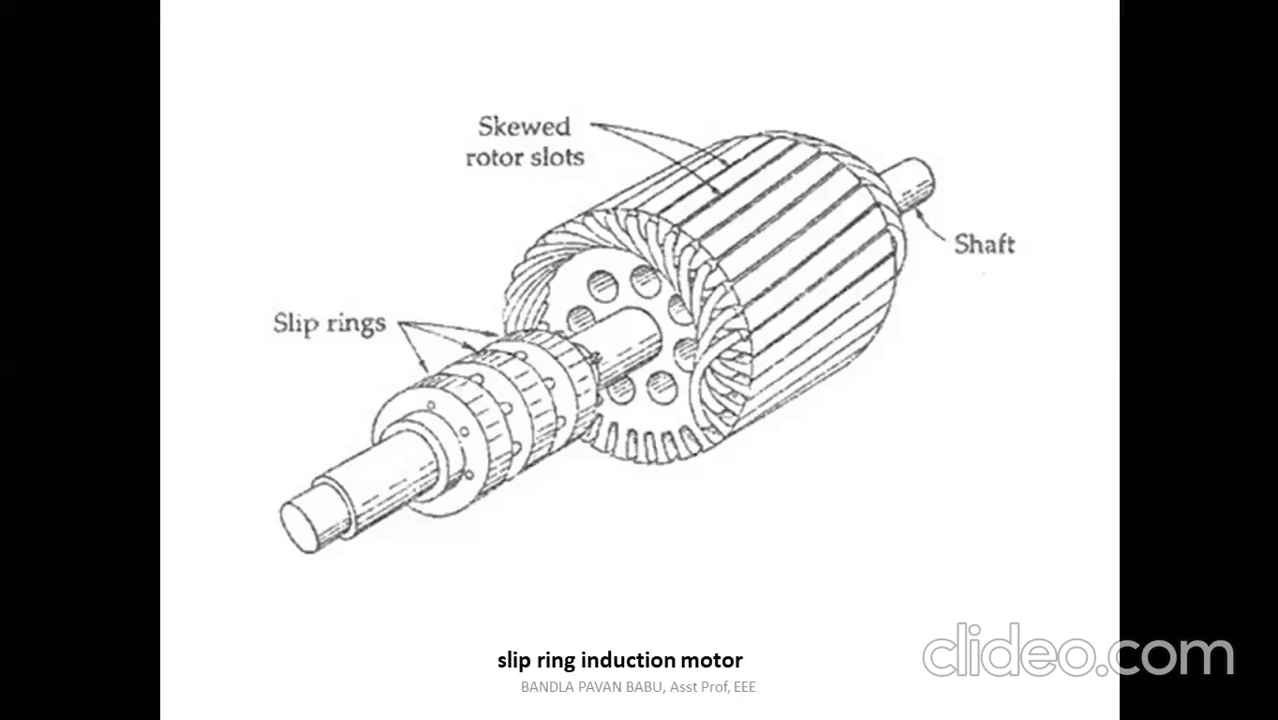 Skewed
rotor slots
Shaft
Slip rings
slip ring induction motor
BANDLA PAVAN BABU, Asst Prof, EEE
clideo.com